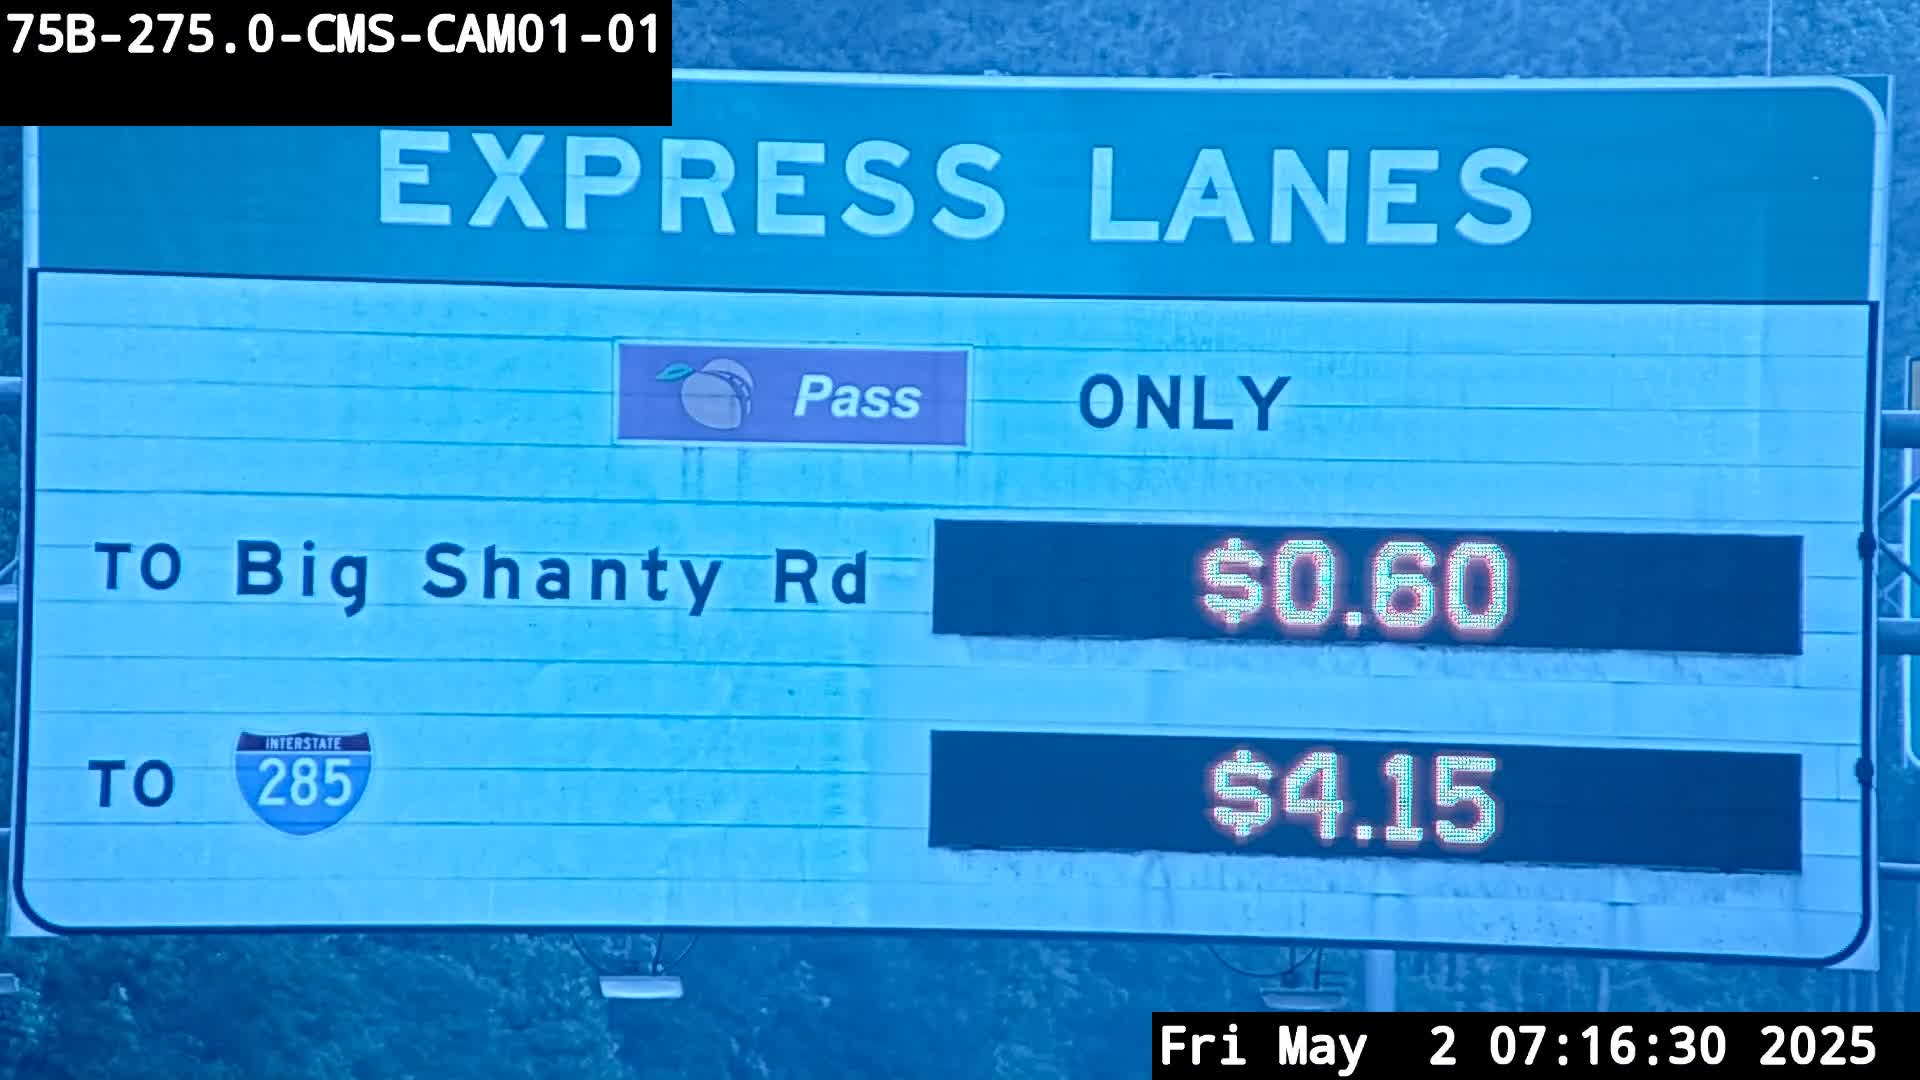 75B-275.0-CMS-CAM01-01
EXPRESS LANES
Pass ONLY
TO Big Shanty Rd $0.60
TO INTERSTATE 285 $4.15
Fri May 2 07:16:30 2025